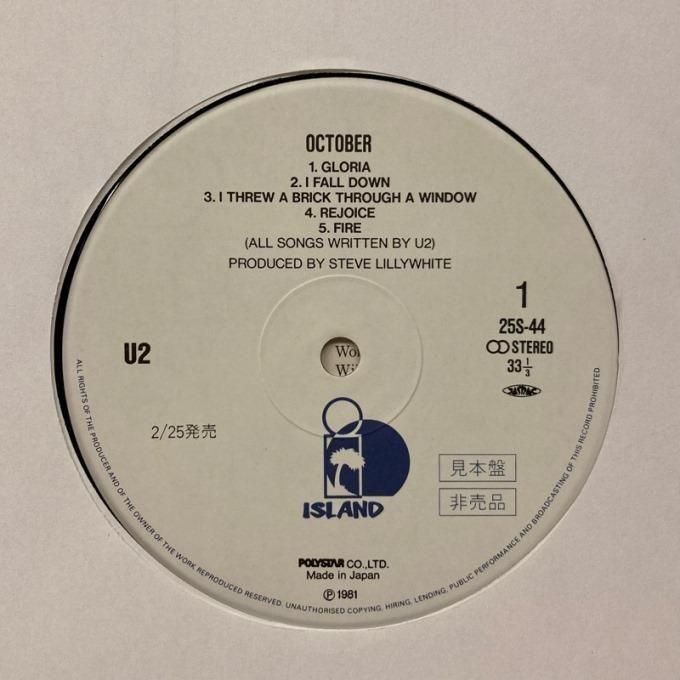 OCTOBER
1. GLORIA
2. I FALL DOWN
3. I THREW A BRICK THROUGH A WINDOW
4. REJOICE
5. FIRE
(ALL SONGS WRITTEN BY U2)
PRODUCED BY STEVE LILLYWHITE
1
25S-44
STEREO
33 1/3
JASRAC
U2
Wo
Wi
2/25発売
ISLAND
見本盤
非売品
POLYSTAR CO.,LTD.
Made in Japan
Ⓟ 1981
ALL RIGHTS OF THE PRODUCER AND OF THE OWNER OF THE WORK REPRODUCED RESERVED. UNAUTHORISED COPYING, HIRING, LENDING, PUBLIC PERFORMANCE AND BROADCASTING OF THIS RECORD PROHIBITED